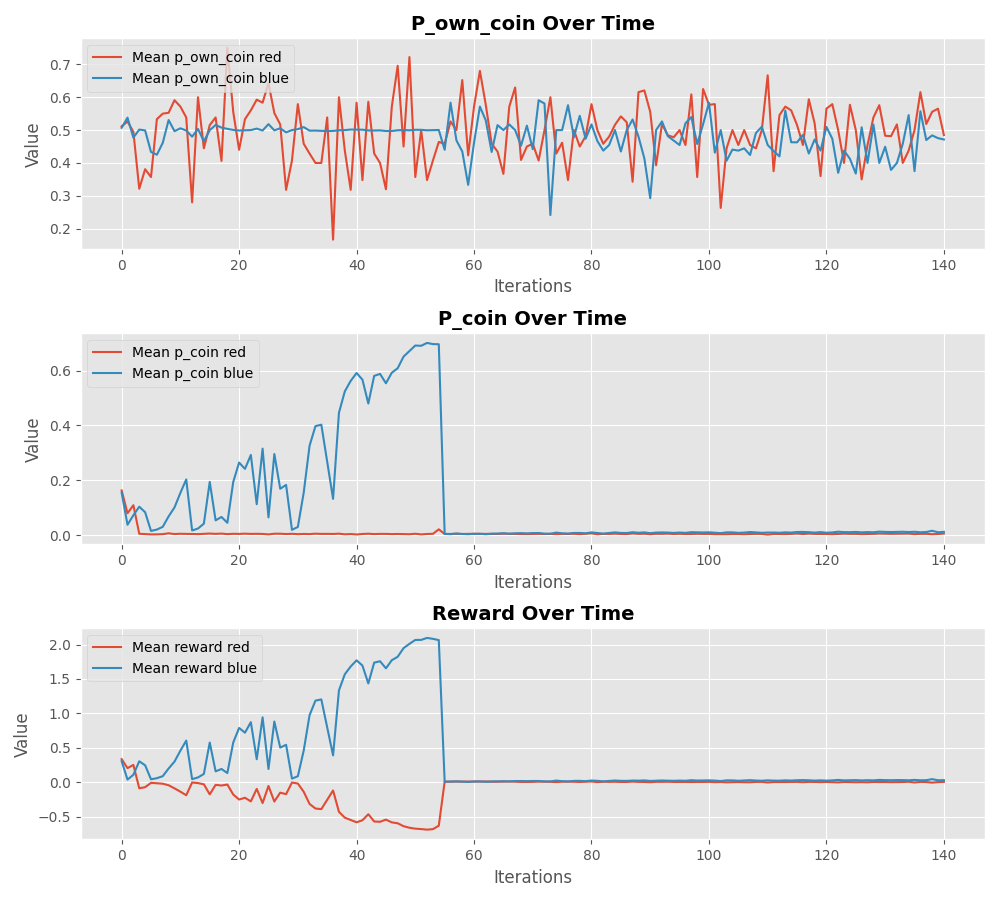 P_own_coin Over Time
Mean p_own_coin red
Mean p_own_coin blue
Value
0.7
0.6
0.5
0.4
0.3
0.2
0 20 40 60 80 100 120 140
Iterations
P_coin Over Time
Mean p_coin red
Mean p_coin blue
Value
0.6
0.4
0.2
0.0
0 20 40 60 80 100 120 140
Iterations
Reward Over Time
Mean reward red
Mean reward blue
Value
2.0
1.5
1.0
0.5
0.0
−0.5
0 20 40 60 80 100 120 140
Iterations